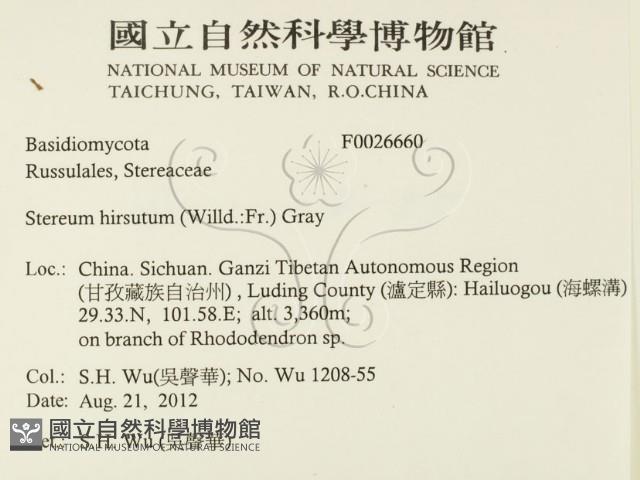 國立自然科學博物館
NATIONAL MUSEUM OF NATURAL SCIENCE
TAICHUNG, TAIWAN, R.O.CHINA
Basidiomycota F0026660
Russulales, Stereaceae
Stereum hirsutum (Willd.:Fr.) Gray
Loc.: China. Sichuan. Ganzi Tibetan Autonomous Region
(甘孜藏族自治州) , Luding County (瀘定縣): Hailuogou (海螺溝)
29.33.N, 101.58.E; alt. 3,360m;
on branch of Rhododendron sp.
Col.: S.H. Wu(吳聲華); No. Wu 1208-55
Date: Aug. 21, 2012
S.H. Wu(吳聲華)
國立自然科學博物館
NATIONAL MUSEUM OF NATURAL SCIENCE